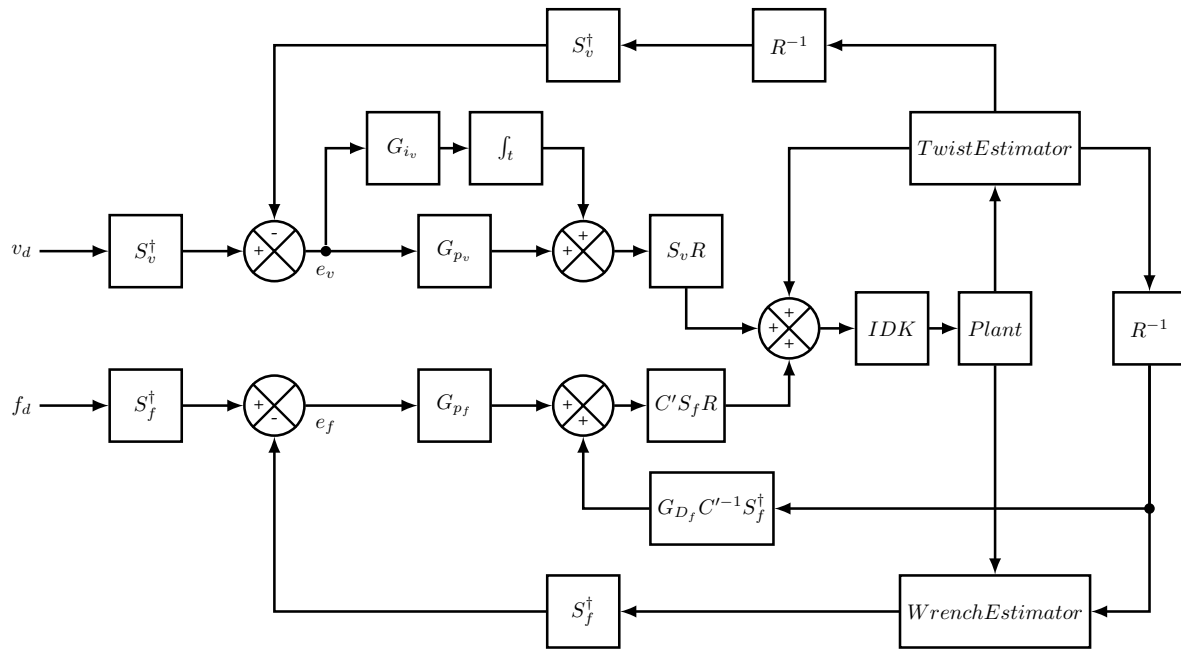 S_v^† R^{-1}
G_{i_v} ∫_t TwistEstimator
v_d S_v^† + - e_v G_{p_v} + + S_vR
+ + + IDK Plant R^{-1}
f_d S_f^† + - e_f G_{p_f} + + C'S_fR
G_{D_f}C'^{-1}S_f^†
S_f^† WrenchEstimator